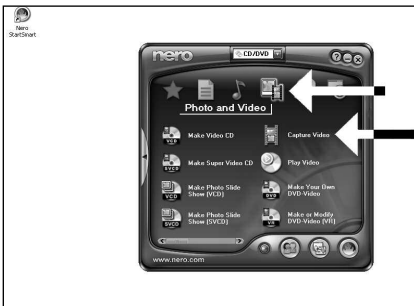 Nero
StartSmart
nero
CD/DVD
Photo and Video
Make Video CD
Capture Video
Make Super Video CD
Play Video
Make Photo Slide
Show (VCD)
Make Your Own
DVD-Video
Make Photo Slide
Show (SVCD)
Make or Modify
DVD-Video (VR)
www.nero.com